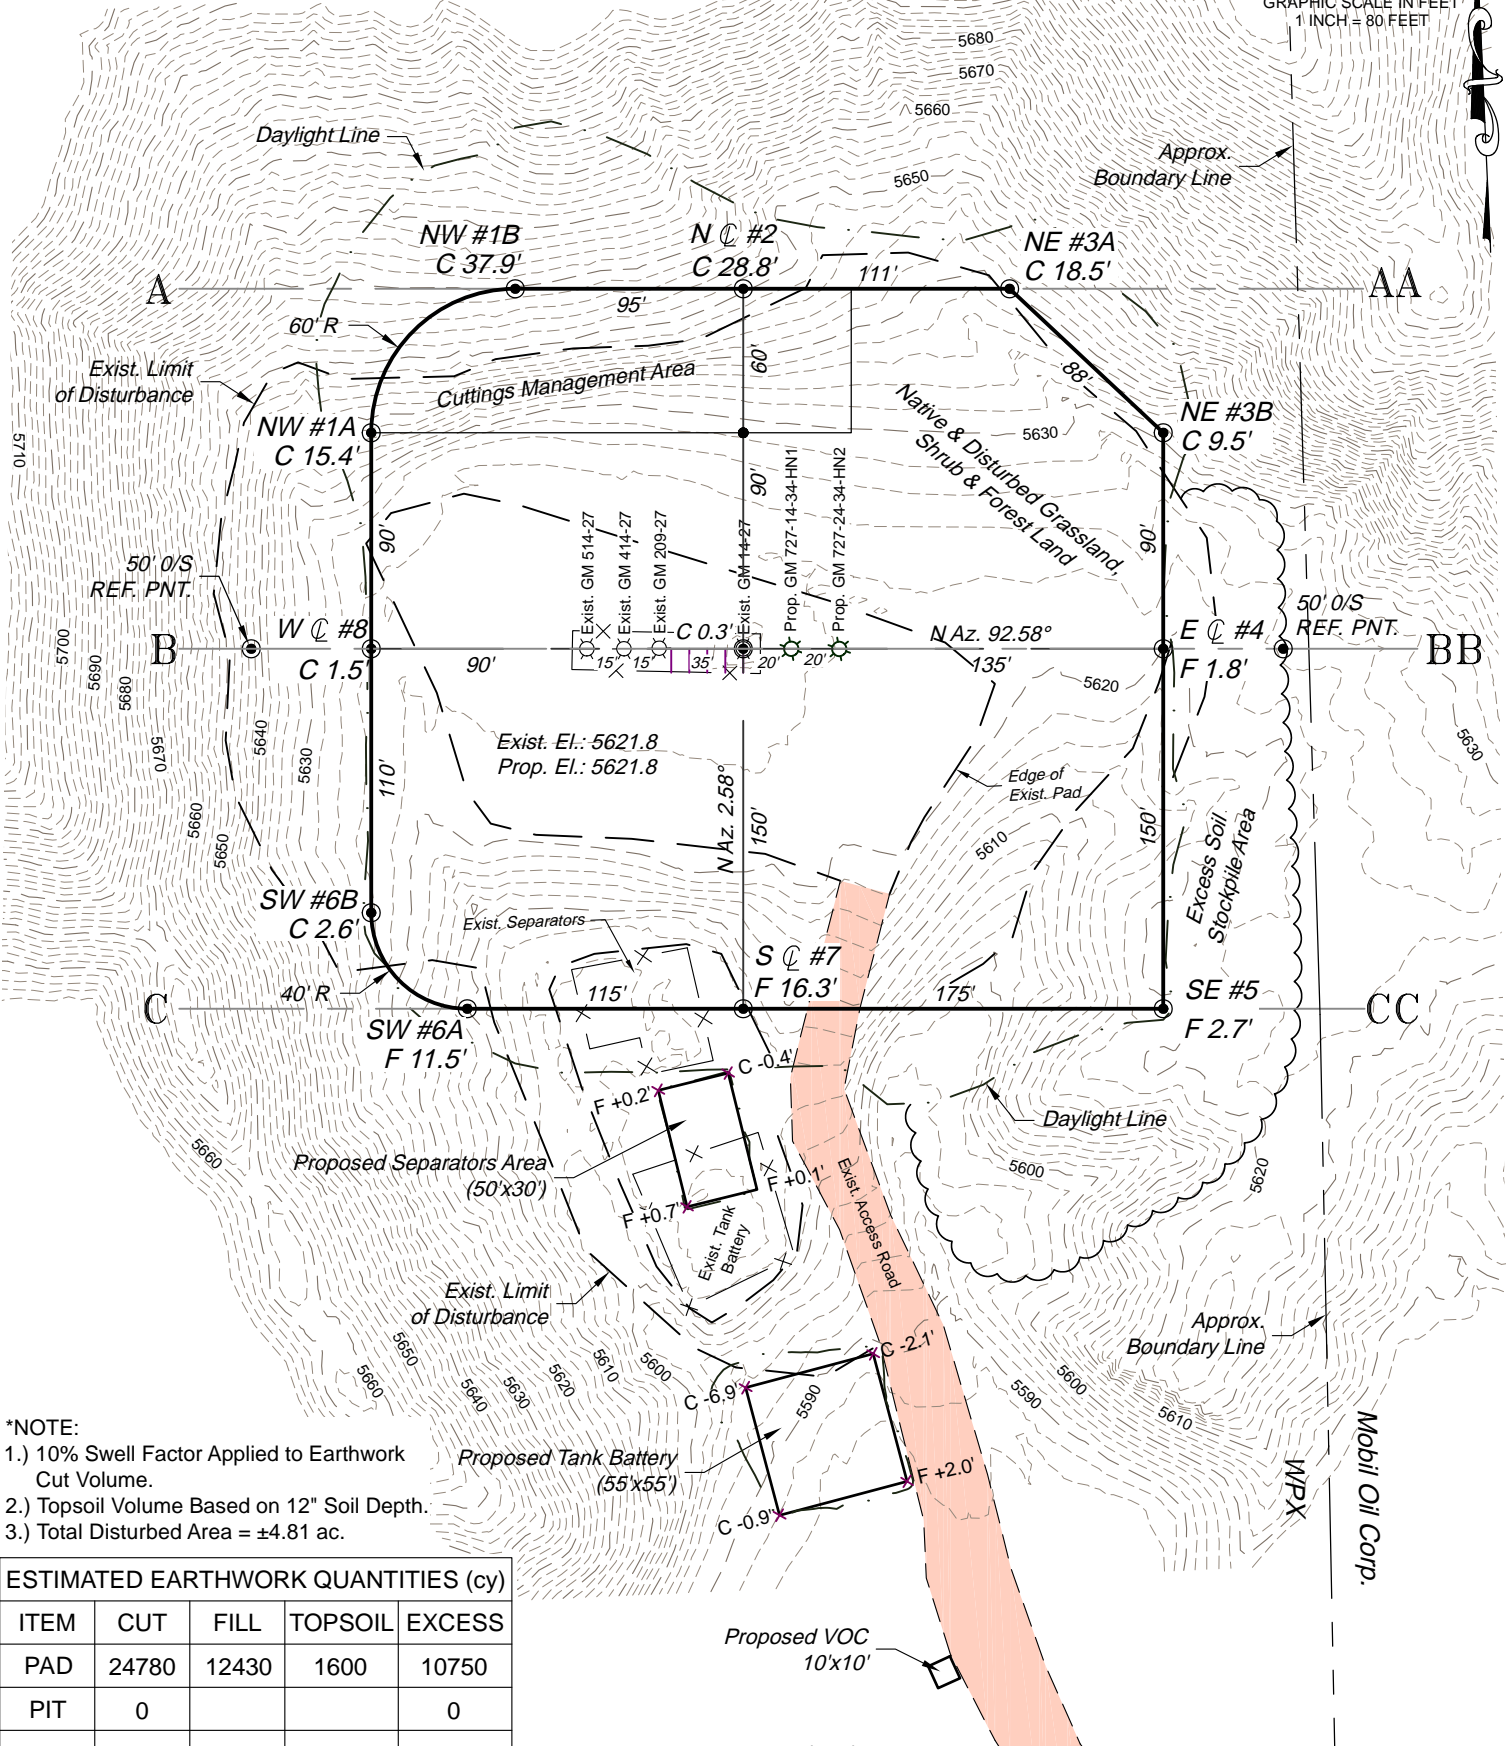 GRAPHIC SCALE IN FEET
1 INCH = 80 FEET
5680
5670
5660
5650
Daylight Line
Approx.
Boundary Line
NW #1B
C 37.9'
N ℄ #2
C 28.8'
NE #3A
C 18.5'
A
AA
111'
95'
60' R
60'
88'
Exist. Limit
of Disturbance
Cuttings Management Area
Native & Disturbed Grassland,
Shrub & Forest Land
NW #1A
C 15.4'
5630
NE #3B
C 9.5'
5710
90'
90'
90'
Exist. GM 514-27
Exist. GM 414-27
Exist. GM 209-27
Exist. GM 14-27
Prop. GM 727-14-34-HN1
Prop. GM 727-24-34-HN2
50' 0/S
REF. PNT.
50' 0/S
REF. PNT.
W ℄ #8
C 1.5'
C 0.3'
N Az. 92.58°
E ℄ #4
F 1.8'
B
BB
90'
15'
15'
35'
20'
20'
135'
5700
5690
5680
5670
5640
5630
5660
5650
5620
5630
Exist. El.: 5621.8
Prop. El.: 5621.8
110'
N Az. 2.58°
150'
150'
Edge of
Exist. Pad
5610
Excess Soil
Stockpile Area
SW #6B
C 2.6'
Exist. Separators
S ℄ #7
F 16.3'
40' R
115'
175'
SE #5
F 2.7'
C
CC
SW #6A
F 11.5'
C -0.4'
F +0.2'
Daylight Line
5660
Proposed Separators Area
(50'x30')
F +0.1'
F +0.7'
5600
5620
Exist. Tank
Battery
Exist. Access Road
Exist. Limit
of Disturbance
Approx.
Boundary Line
5650
5660
5640
5630
5620
5610
5600
C -2.1'
C -6.9'
5590
5590
5600
5610
Proposed Tank Battery
(55'x55')
F +2.0'
C -0.9'
WPX
Mobil Oil Corp.
*NOTE:
1.) 10% Swell Factor Applied to Earthwork
Cut Volume.
2.) Topsoil Volume Based on 12" Soil Depth.
3.) Total Disturbed Area = ±4.81 ac.
ESTIMATED EARTHWORK QUANTITIES (cy)
ITEM CUT FILL TOPSOIL EXCESS
PAD 24780 12430 1600 10750
PIT 0 0
Proposed VOC
10'x10'